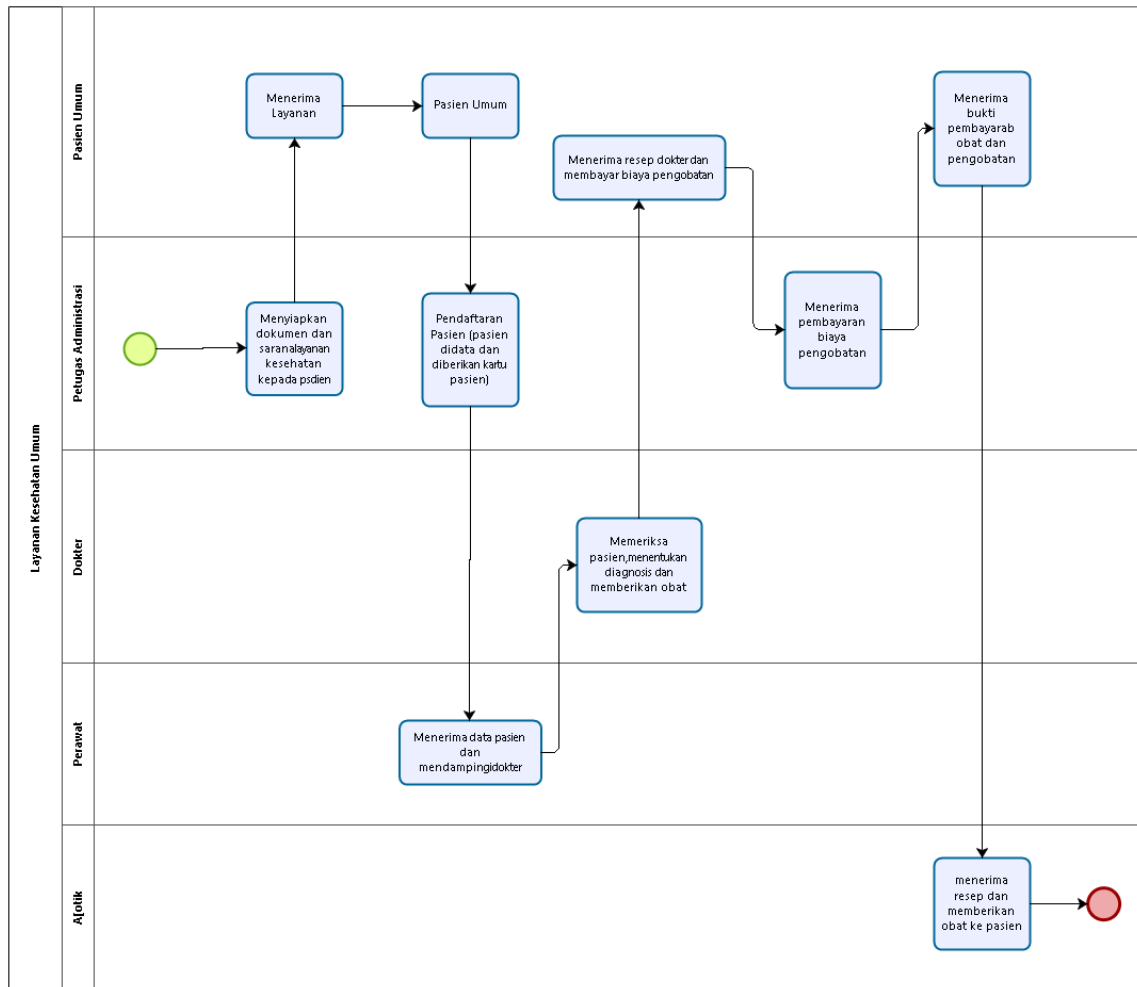 Layanan Kesehatan Umum
Pasien Umum
Menerima
Layanan
Pasien Umum
Menerima resep dokter dan
membayar biaya pengobatan
Menerima
bukti
pembayarab
obat dan
pengobatan
Petugas Administrasi
Menyiapkan
dokumen dan
saranalayanan
kesehatan
kepada psdien
Pendaftaran
Pasien (pasien
didata dan
diberikan kartu
pasien)
Menerima
pembayaran
biaya
pengobatan
Dokter
Memeriksa
pasien,menentukan
diagnosis dan
memberikan obat
Perawat
Menerima data pasien
dan
mendampingidokter
A[otik
menerima
resep dan
memberikan
obat ke pasien